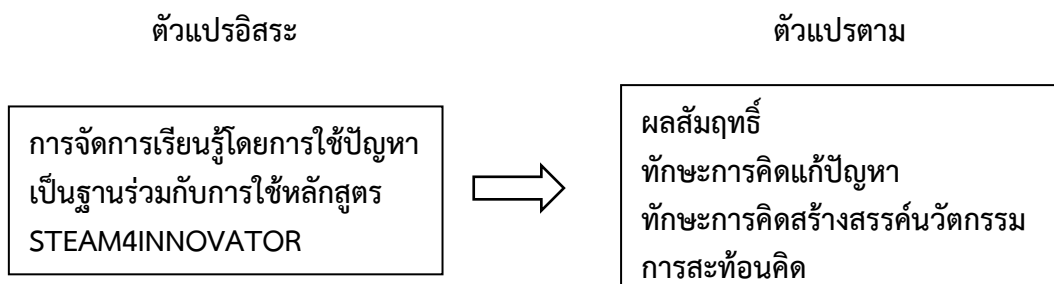 ตัวแปรอิสระ
ตัวแปรตาม
การจัดการเรียนรู้โดยการใช้ปัญหา
เป็นฐานร่วมกับการใช้หลักสูตร
STEAM4INNOVATOR
ผลสัมฤทธิ์
ทักษะการคิดแก้ปัญหา
ทักษะการคิดสร้างสรรค์นวัตกรรม
การสะท้อนคิด